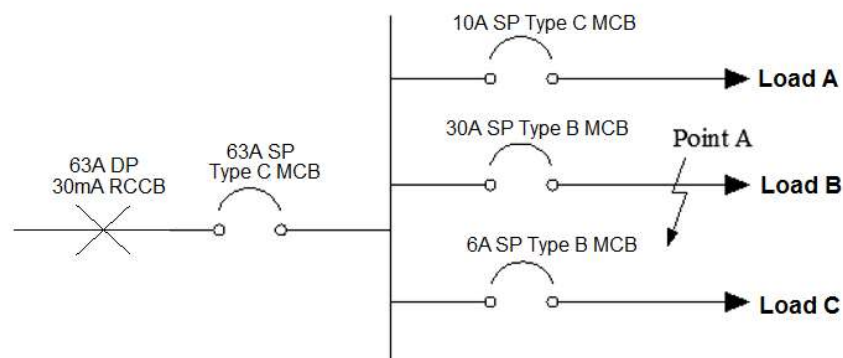 10A SP Type C MCB
Load A
30A SP Type B MCB
Point A
63A DP
30mA RCCB
63A SP
Type C MCB
Load B
6A SP Type B MCB
Load C